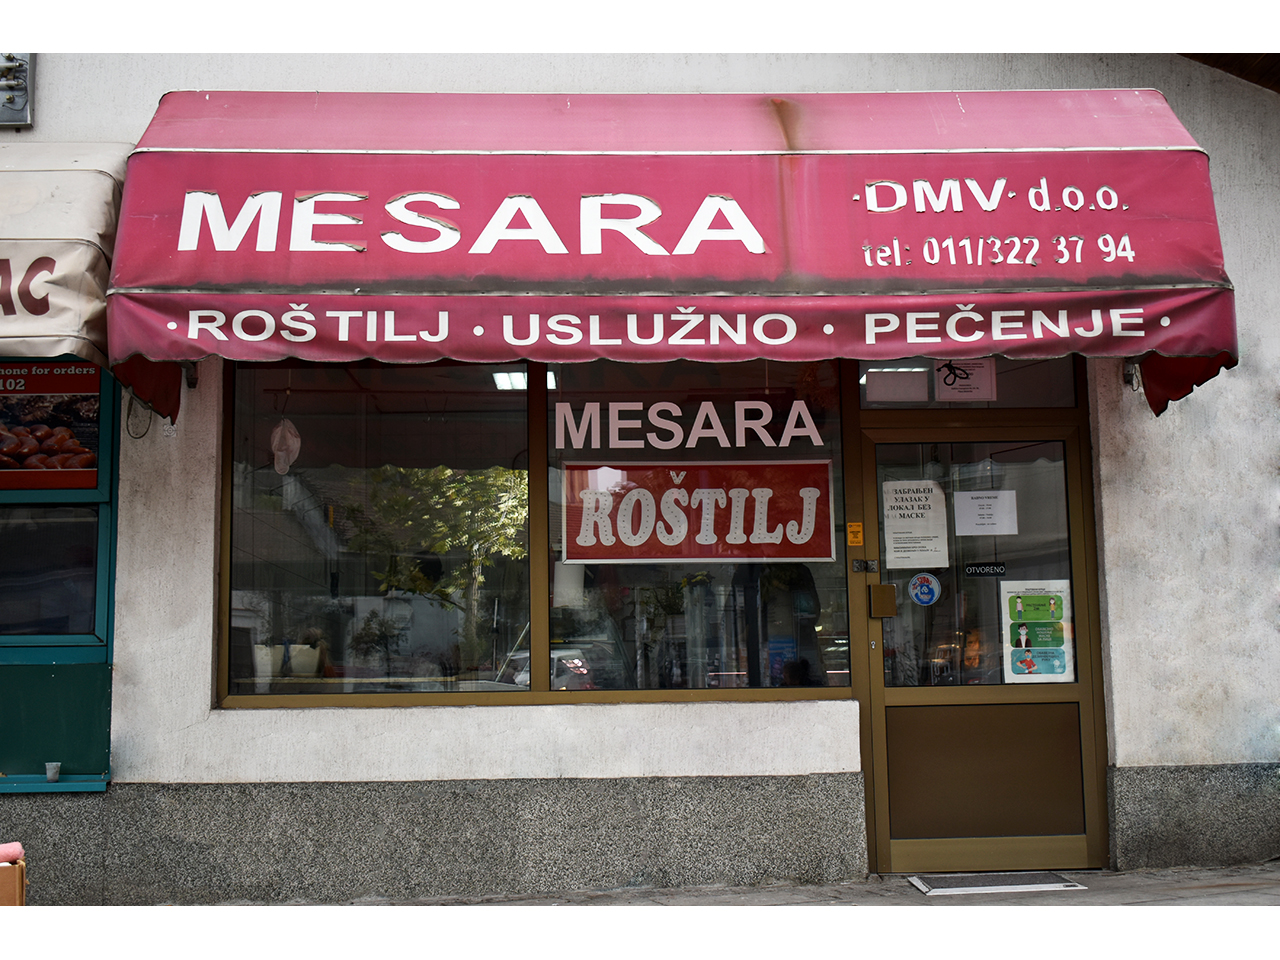 MESARA
·DMV· d.o.o.
tel: 011/322 37 94
·ROŠTILJ · USLUŽNO · PEČENJE·
AC
hone for orders
102
MESARA
ROŠTILJ
ЗАБРАЊЕН
УЛАЗАК У
ЛОКАЛ БЕЗ
МАСКЕ
OTVORENO